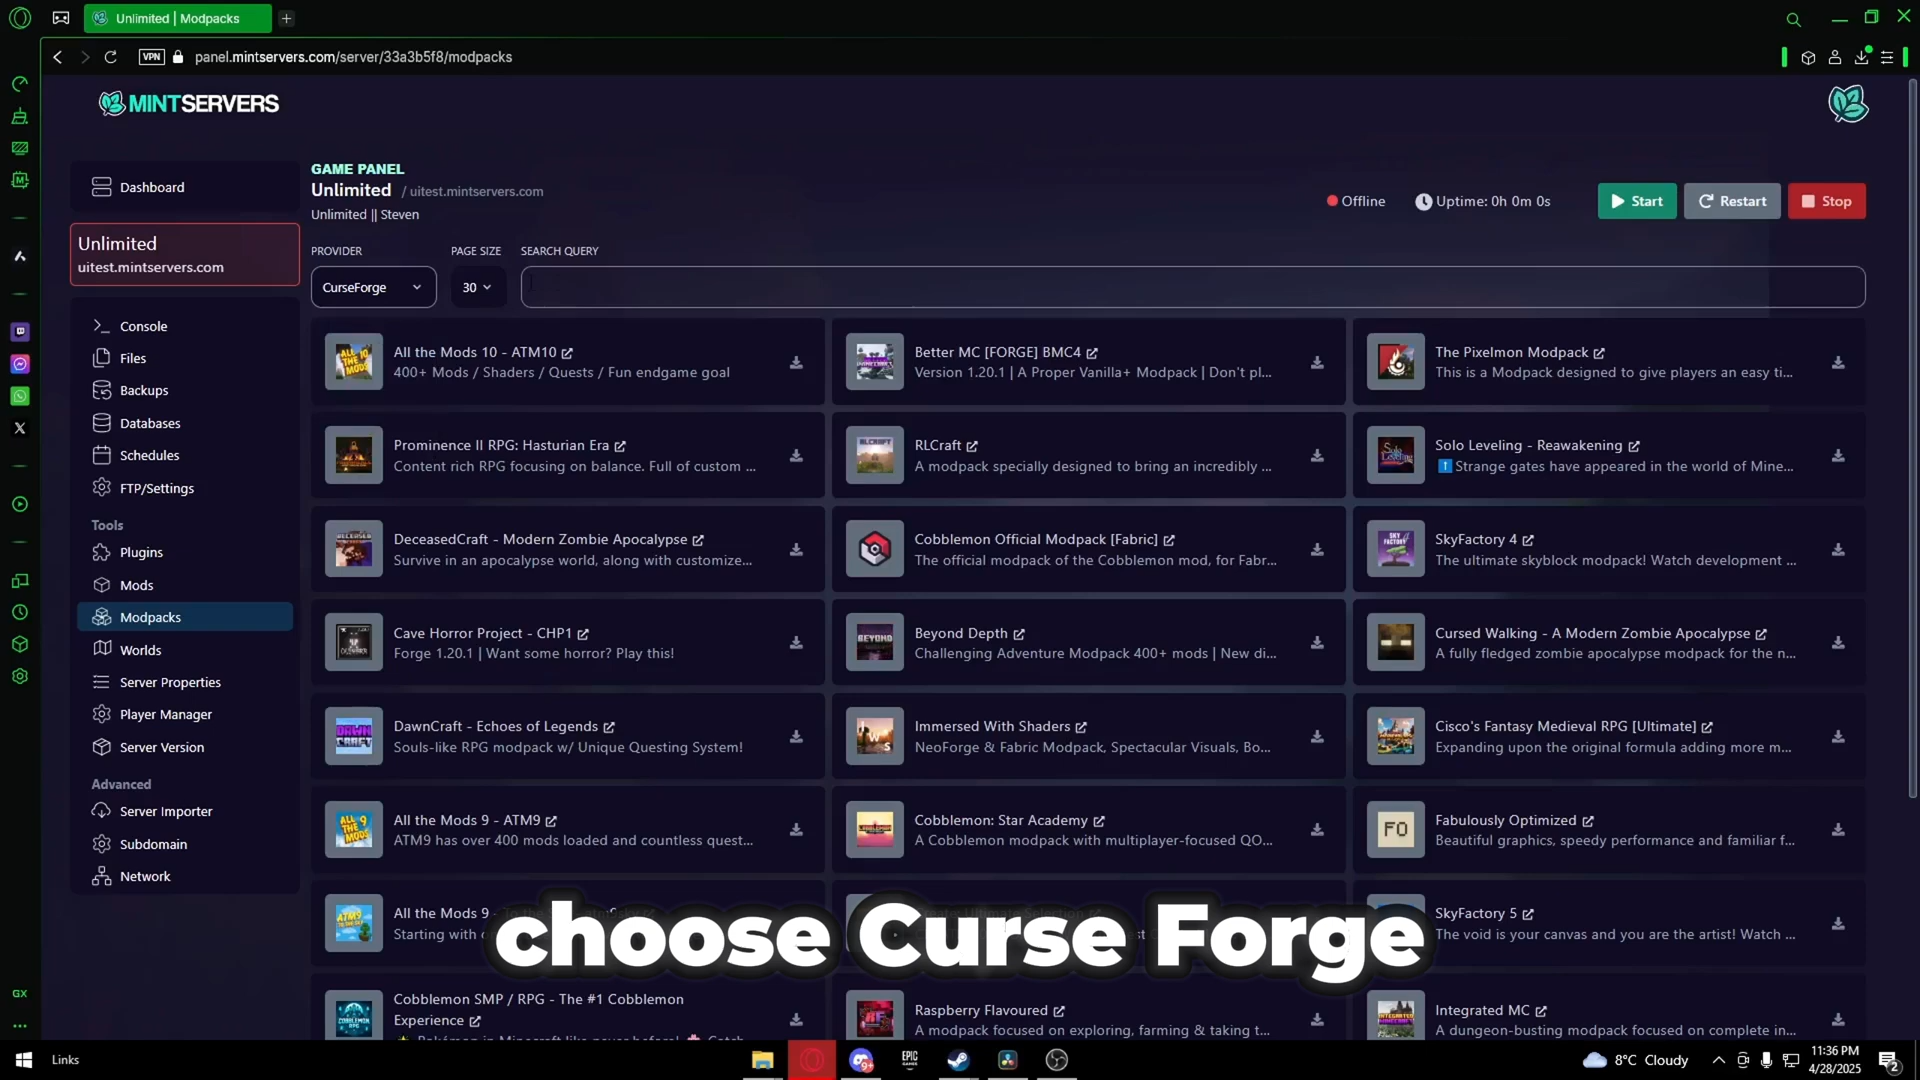 Unlimited | Modpacks
VPN
panel.mintservers.com/server/33a3b5f8/modpacks
MINTSERVERS
Dashboard
Unlimited
uitest.mintservers.com
Console
Files
Backups
Databases
Schedules
FTP/Settings
Tools
Plugins
Mods
Modpacks
Worlds
Server Properties
Player Manager
Server Version
Advanced
Server Importer
Subdomain
Network
GAME PANEL
Unlimited / uitest.mintservers.com
Unlimited || Steven
Offline
Uptime: 0h 0m 0s
Start
Restart
Stop
PROVIDER
PAGE SIZE
SEARCH QUERY
CurseForge
30
All the Mods 10 - ATM10
400+ Mods / Shaders / Quests / Fun endgame goal
Better MC [FORGE] BMC4
Version 1.20.1 | A Proper Vanilla+ Modpack | Don't pl...
The Pixelmon Modpack
This is a Modpack designed to give players an easy ti...
Prominence II RPG: Hasturian Era
Content rich RPG focusing on balance. Full of custom ...
RLCraft
A modpack specially designed to bring an incredibly ...
Solo Leveling - Reawakening
Strange gates have appeared in the world of Mine...
DeceasedCraft - Modern Zombie Apocalypse
Survive in an apocalypse world, along with customize...
Cobblemon Official Modpack [Fabric]
The official modpack of the Cobblemon mod, for Fabr...
SkyFactory 4
The ultimate skyblock modpack! Watch development ...
Cave Horror Project - CHP1
Forge 1.20.1 | Want some horror? Play this!
Beyond Depth
Challenging Adventure Modpack 400+ mods | New di...
Cursed Walking - A Modern Zombie Apocalypse
A fully fledged zombie apocalypse modpack for the n...
DawnCraft - Echoes of Legends
Souls-like RPG modpack w/ Unique Questing System!
Immersed With Shaders
NeoForge & Fabric Modpack, Spectacular Visuals, Bo...
Cisco's Fantasy Medieval RPG [Ultimate]
Expanding upon the original formula adding more m...
All the Mods 9 - ATM9
ATM9 has over 400 mods loaded and countless quest...
Cobblemon: Star Academy
A Cobblemon modpack with multiplayer-focused QO...
FO
Fabulously Optimized
Beautiful graphics, speedy performance and familiar f...
All the Mods 9 -
Starting with
SkyFactory 5
The void is your canvas and you are the artist! Watch ...
choose Curse Forge
Cobblemon SMP / RPG - The #1 Cobblemon
Experience
Pokémon in Minecraft like never before! Catch
Raspberry Flavoured
A modpack focused on exploring, farming & taking t...
Integrated MC
A dungeon-busting modpack focused on complete in...
GX
Links
8°C Cloudy
11:36 PM
4/28/2025
2